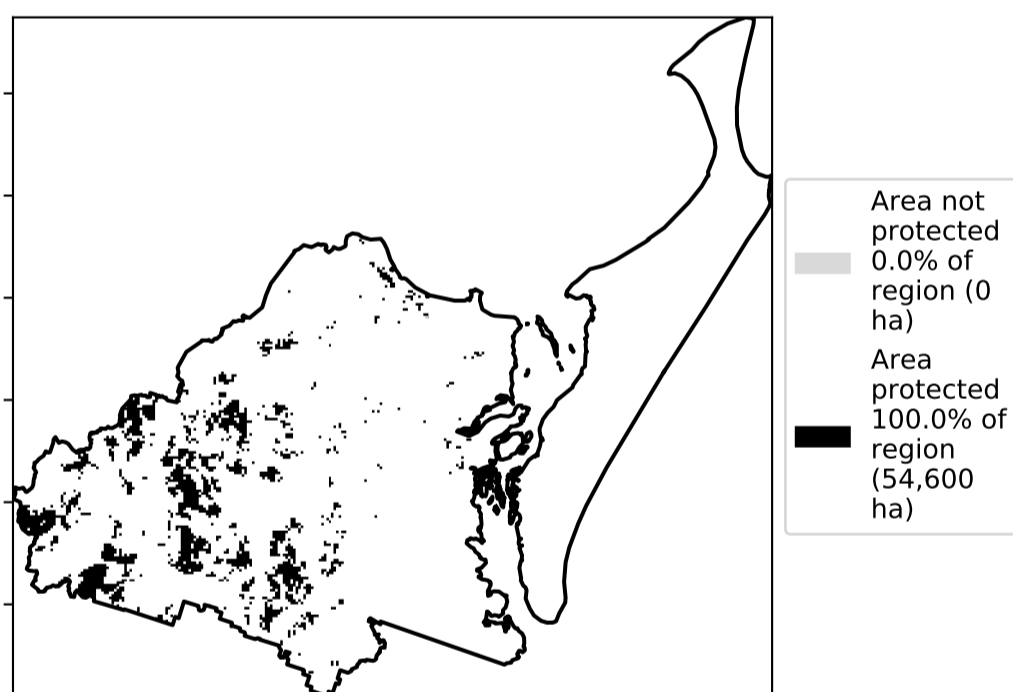 Area not
protected
0.0% of
region (0
ha)
Area
protected
100.0% of
region
(54,600
ha)